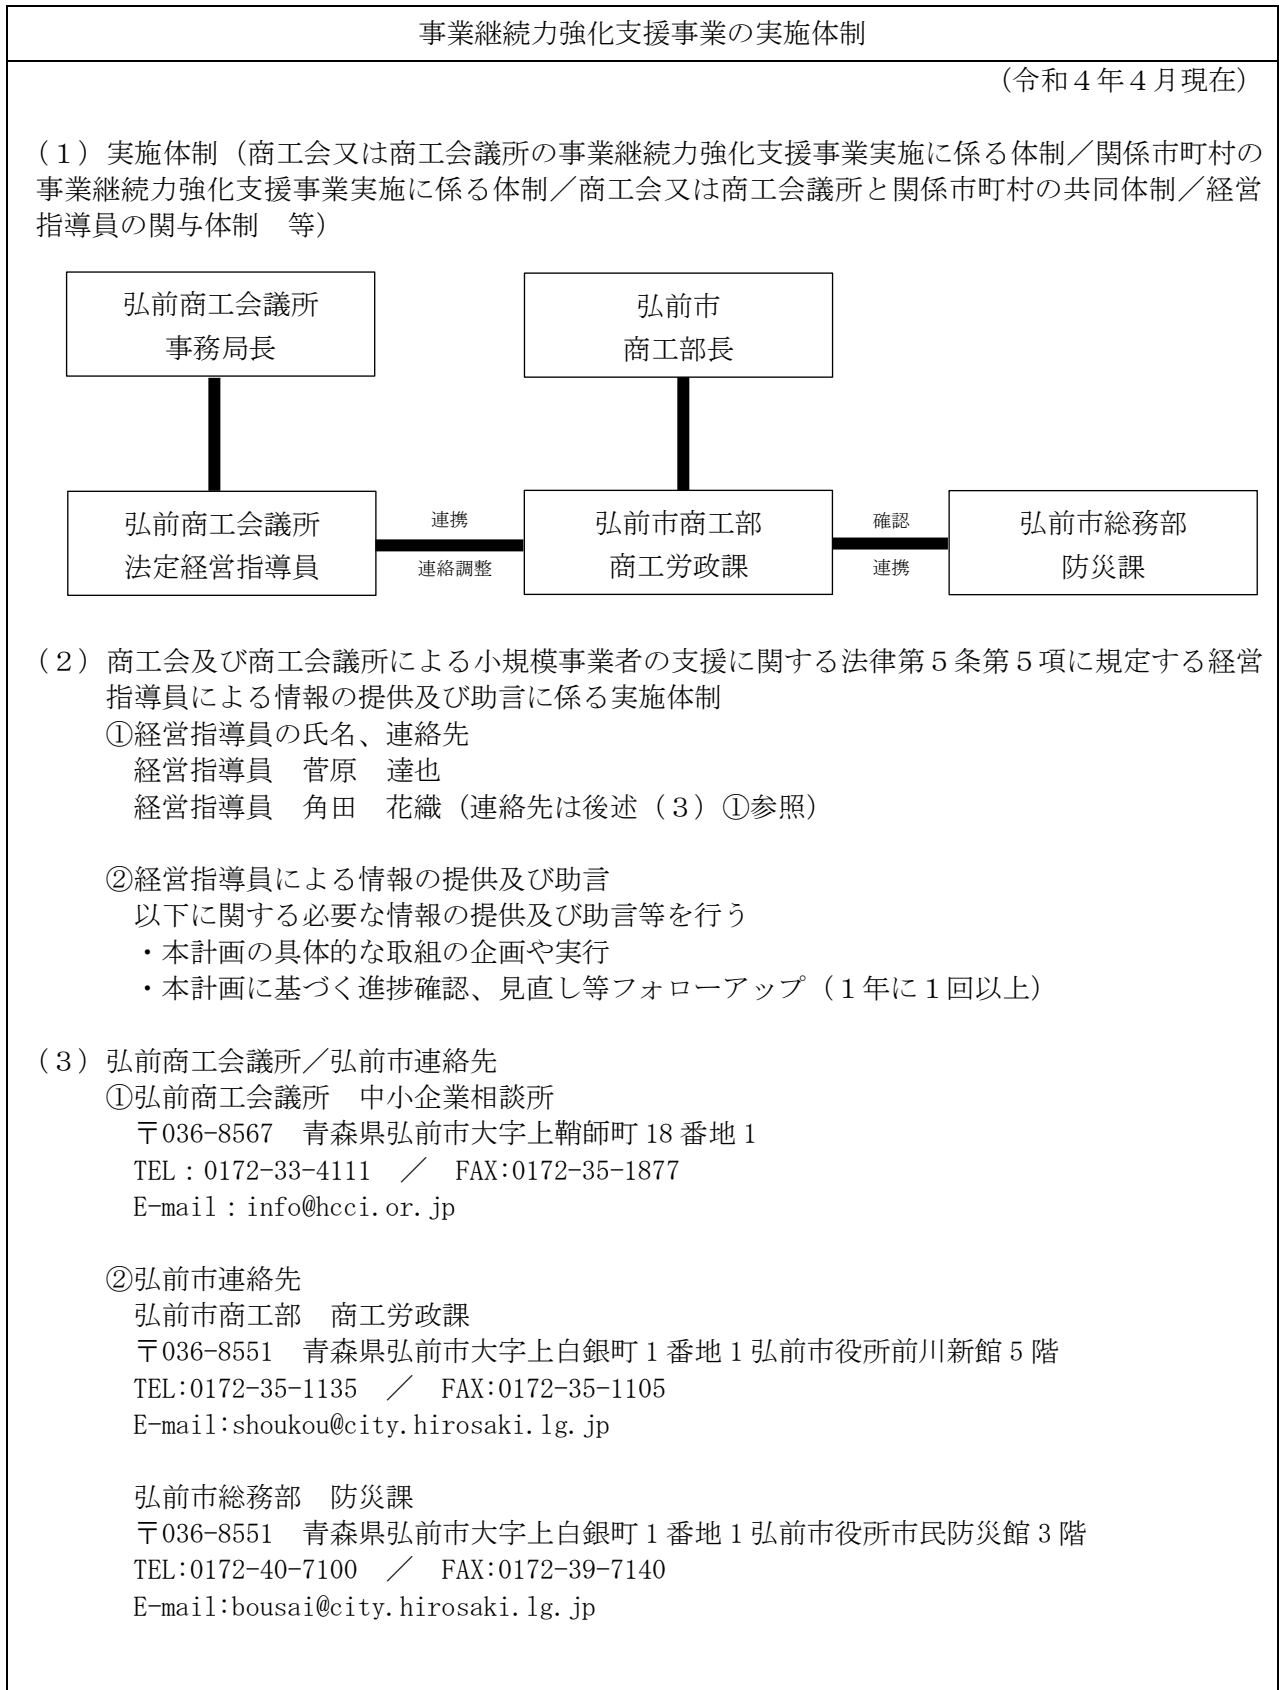 事業継続力強化支援事業の実施体制
（令和４年４月現在）
（１）実施体制（商工会又は商工会議所の事業継続力強化支援事業実施に係る体制／関係市町村の
事業継続力強化支援事業実施に係る体制／商工会又は商工会議所と関係市町村の共同体制／経営
指導員の関与体制　等）
弘前商工会議所
事務局長
弘前市
商工部長
弘前商工会議所
法定経営指導員
連携
連絡調整
弘前市商工部
商工労政課
確認
連携
弘前市総務部
防災課
（２）商工会及び商工会議所による小規模事業者の支援に関する法律第５条第５項に規定する経営
指導員による情報の提供及び助言に係る実施体制
①経営指導員の氏名、連絡先
経営指導員　菅原　達也
経営指導員　角田　花織（連絡先は後述（３）①参照）
②経営指導員による情報の提供及び助言
以下に関する必要な情報の提供及び助言等を行う
・本計画の具体的な取組の企画や実行
・本計画に基づく進捗確認、見直し等フォローアップ（１年に１回以上）
（３）弘前商工会議所／弘前市連絡先
①弘前商工会議所　中小企業相談所
〒036-8567　青森県弘前市大字上鞘師町 18 番地 1
TEL：0172-33-4111　／　FAX:0172-35-1877
E-mail：info@hcci.or.jp
②弘前市連絡先
弘前市商工部　商工労政課
〒036-8551　青森県弘前市大字上白銀町 1 番地 1 弘前市役所前川新館 5 階
TEL:0172-35-1135　／　FAX:0172-35-1105
E-mail:shoukou@city.hirosaki.lg.jp
弘前市総務部　防災課
〒036-8551　青森県弘前市大字上白銀町 1 番地 1 弘前市役所市民防災館 3 階
TEL:0172-40-7100　／　FAX:0172-39-7140
E-mail:bousai@city.hirosaki.lg.jp